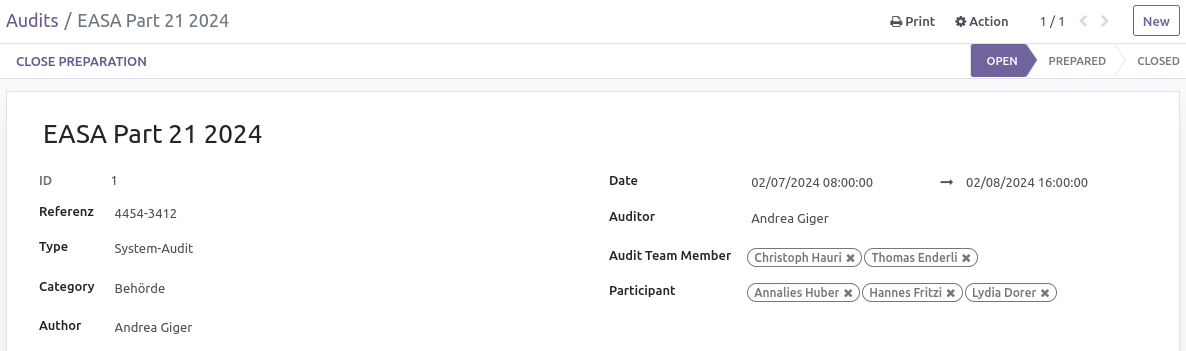 Audits / EASA Part 21 2024
Print Action 1 / 1 New
CLOSE PREPARATION OPEN PREPARED CLOSED
EASA Part 21 2024
ID 1
Referenz 4454-3412
Type System-Audit
Category Behörde
Author Andrea Giger
Date 02/07/2024 08:00:00 → 02/08/2024 16:00:00
Auditor Andrea Giger
Audit Team Member Christoph Hauri ✖ Thomas Enderli ✖
Participant Annalies Huber ✖ Hannes Fritzi ✖ Lydia Dorer ✖